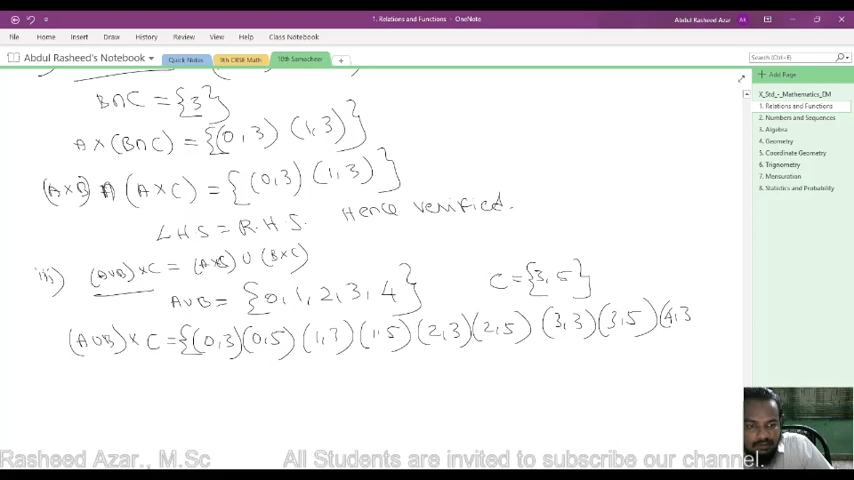 1. Relations and Functions - OneNote
Abdul Rasheed Azar
AR
File Home Insert Draw History Review View Help Class Notebook
Abdul Rasheed's Notebook
Quick Notes
9th CBSE Math
10th Samacheer
Search (Ctrl+E)
Add Page
X_Std_-_Mathematics_EM
1. Relations and Functions
2. Numbers and Sequences
3. Algebra
4. Geometry
5. Coordinate Geometry
6. Trignometry
7. Mensuration
8. Statistics and Probability
B∩C = {3}
A×(B∩C) = {(0,3) (1,3)}
(A×B) ∩ (A×C) = {(0,3) (1,3)}
LHS = R.H.S. Hence verified.
iii) (A∪B)×C = (A×C) ∪ (B×C)
A∪B = {0,1,2,3,4} C={3,5}
(A∪B)×C ={(0,3)(0,5) (1,3) (1,5) (2,3)(2,5) (3,3)(3,5)(4,3
Rasheed Azar., M.Sc All Students are invited to subscribe our channel.